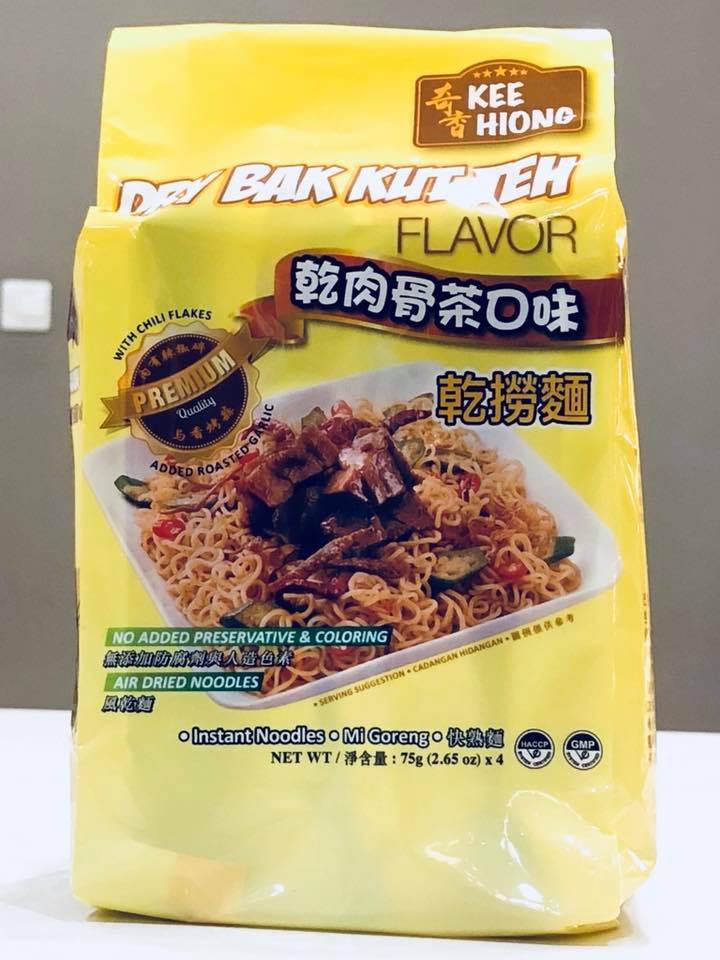 奇香 KEE HIONG
DRY BAK KUT TEH
FLAVOR
乾肉骨茶口味
乾撈麵
WITH CHILI FLAKES
PREMIUM
Quality
ADDED ROASTED GARLIC
NO ADDED PRESERVATIVE & COLORING
無添加防腐劑與人造色素
AIR DRIED NOODLES
風乾麵
• SERVING SUGGESTION • CADANGAN HIDANGAN • 圖例僅供參考
• Instant Noodles • Mi Goreng • 快熟麵
HACCP
GMP
NET WT / 淨含量 : 75g (2.65 oz) x 4